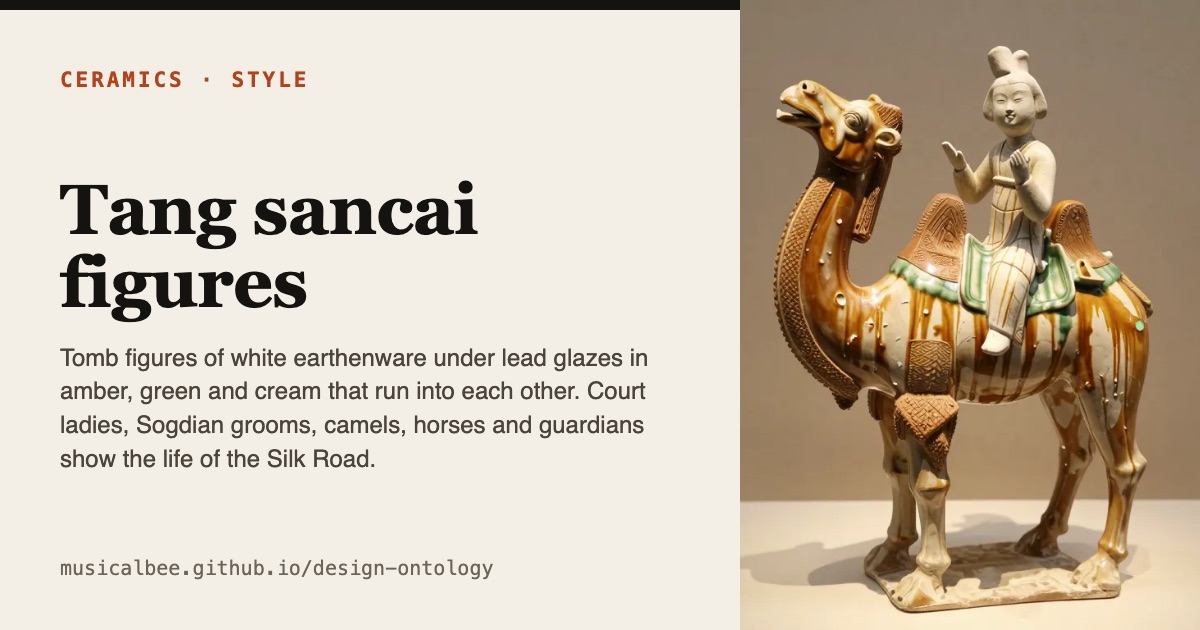 CERAMICS · STYLE
Tang sancai
figures
Tomb figures of white earthenware under lead glazes in
amber, green and cream that run into each other. Court
ladies, Sogdian grooms, camels, horses and guardians
show the life of the Silk Road.
musicalbee.github.io/design-ontology